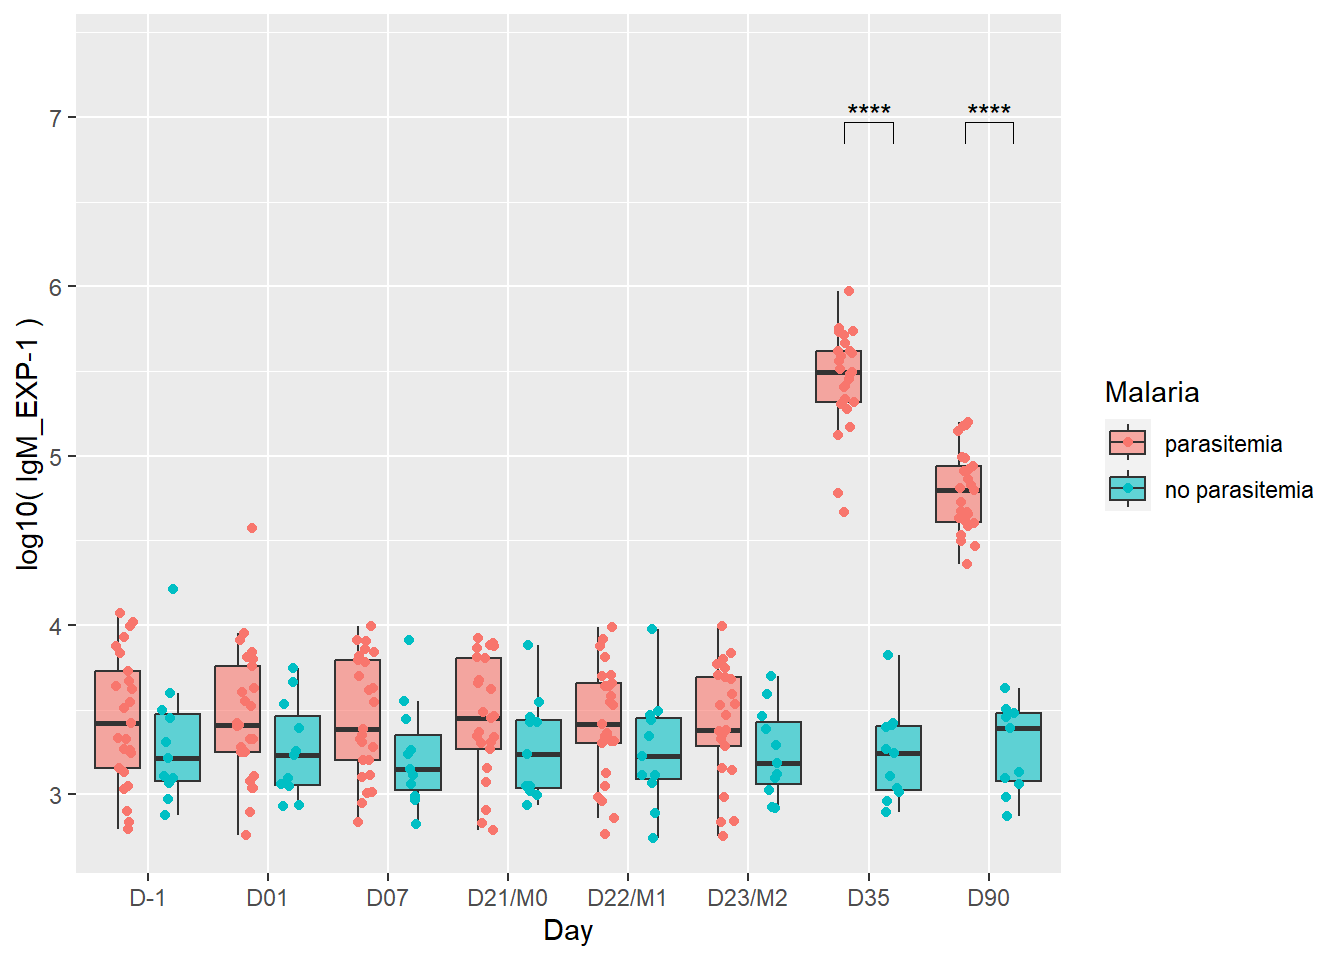 **** ****
7
6
5
4
3
log10( IgM_EXP-1 )
D-1 D01 D07 D21/M0 D22/M1 D23/M2 D35 D90
Day
Malaria
parasitemia
no parasitemia